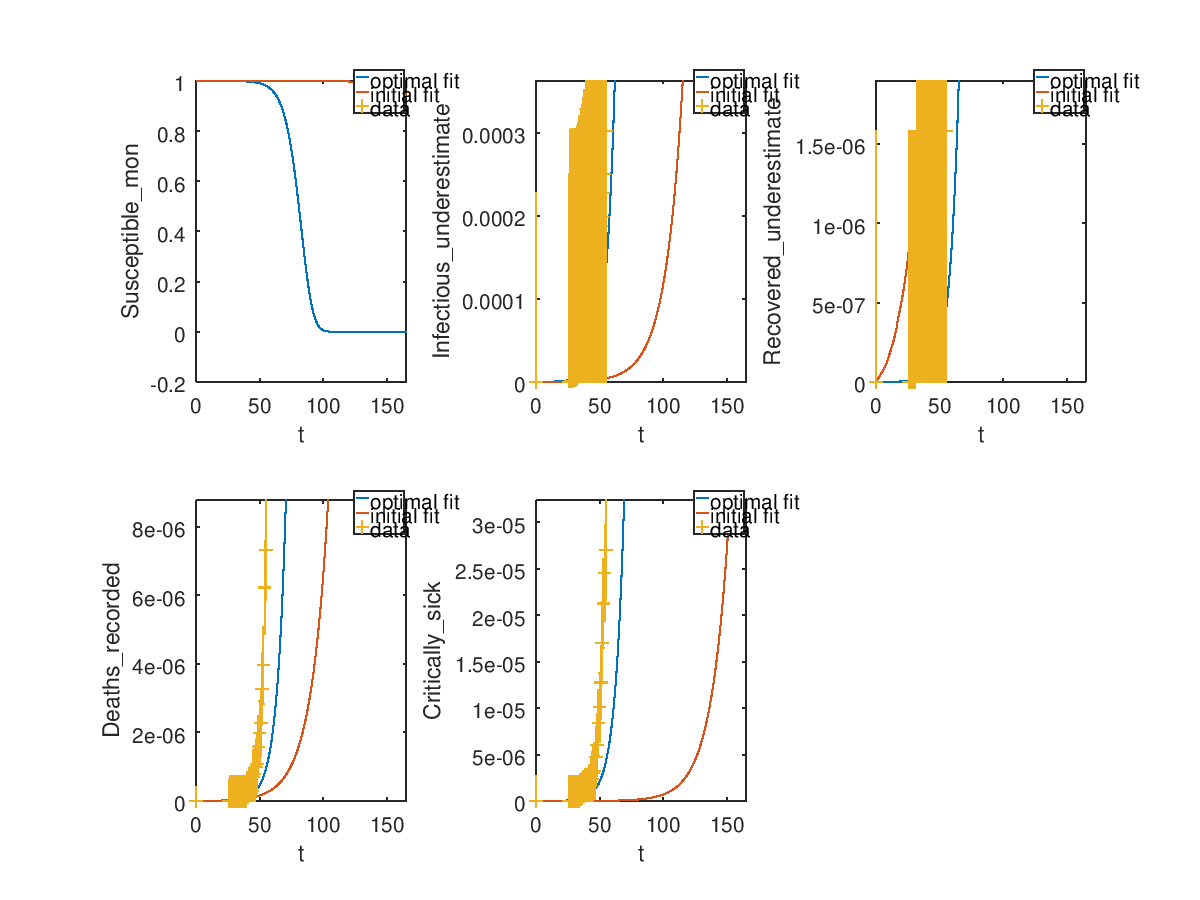 Susceptible_mon
1
0.8
0.6
0.4
0.2
0
-0.2
0 50 100 150
t
optimal fit
initial fit
data
Infectious_underestimate
0.0003
0.0002
0.0001
0
0 50 100 150
t
optimal fit
initial fit
data
Recovered_underestimate
1.5e-06
1e-06
5e-07
0
0 50 100 150
t
optimal fit
initial fit
data
Deaths_recorded
8e-06
6e-06
4e-06
2e-06
0
0 50 100 150
t
optimal fit
initial fit
data
Critically_sick
3e-05
2.5e-05
2e-05
1.5e-05
1e-05
5e-06
0
0 50 100 150
t
optimal fit
initial fit
data